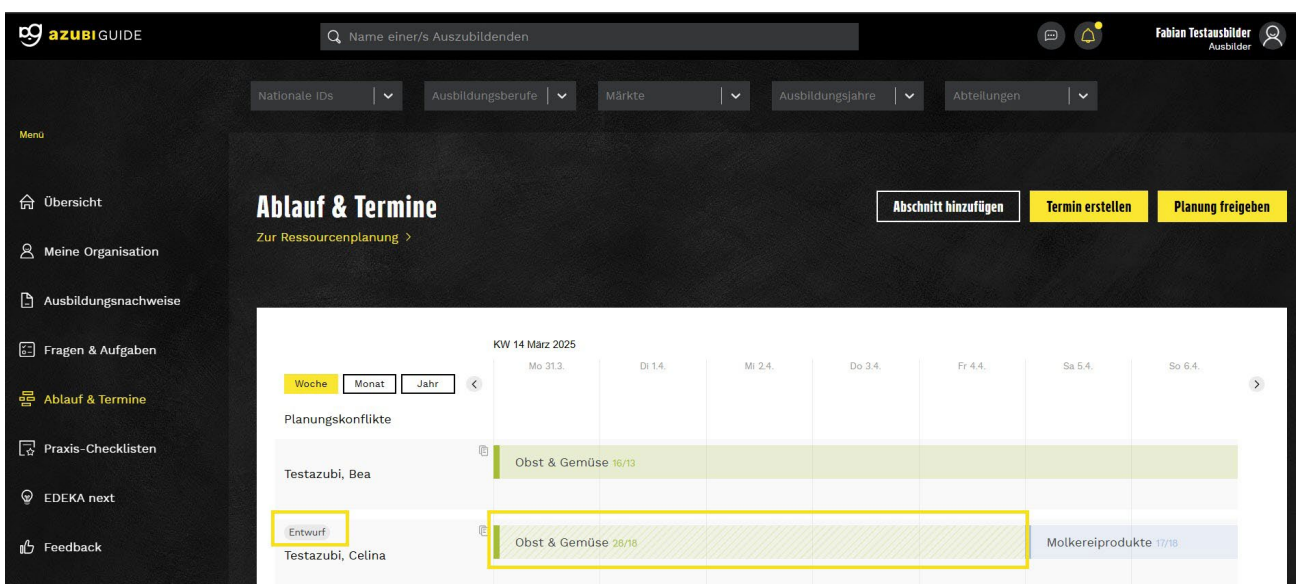 azubiGUIDE
Name einer/s Auszubildenden
Fabian Testausbilder
Ausbilder
Nationale IDs
Ausbildungsberufe
Märkte
Ausbildungsjahre
Abteilungen
Menü
Übersicht
Meine Organisation
Ausbildungsnachweise
Fragen & Aufgaben
Ablauf & Termine
Praxis-Checklisten
EDEKA next
Feedback
Ablauf & Termine
Zur Ressourcenplanung >
Abschnitt hinzufügen
Termin erstellen
Planung freigeben
KW 14 März 2025
Woche Monat Jahr
Mo 31.3. Di 1.4. Mi 2.4. Do 3.4. Fr 4.4. Sa 5.4. So 6.4.
Planungskonflikte
Testazubi, Bea
Obst & Gemüse 16/13
Entwurf
Testazubi, Celina
Obst & Gemüse 28/18
Molkereiprodukte 17/18